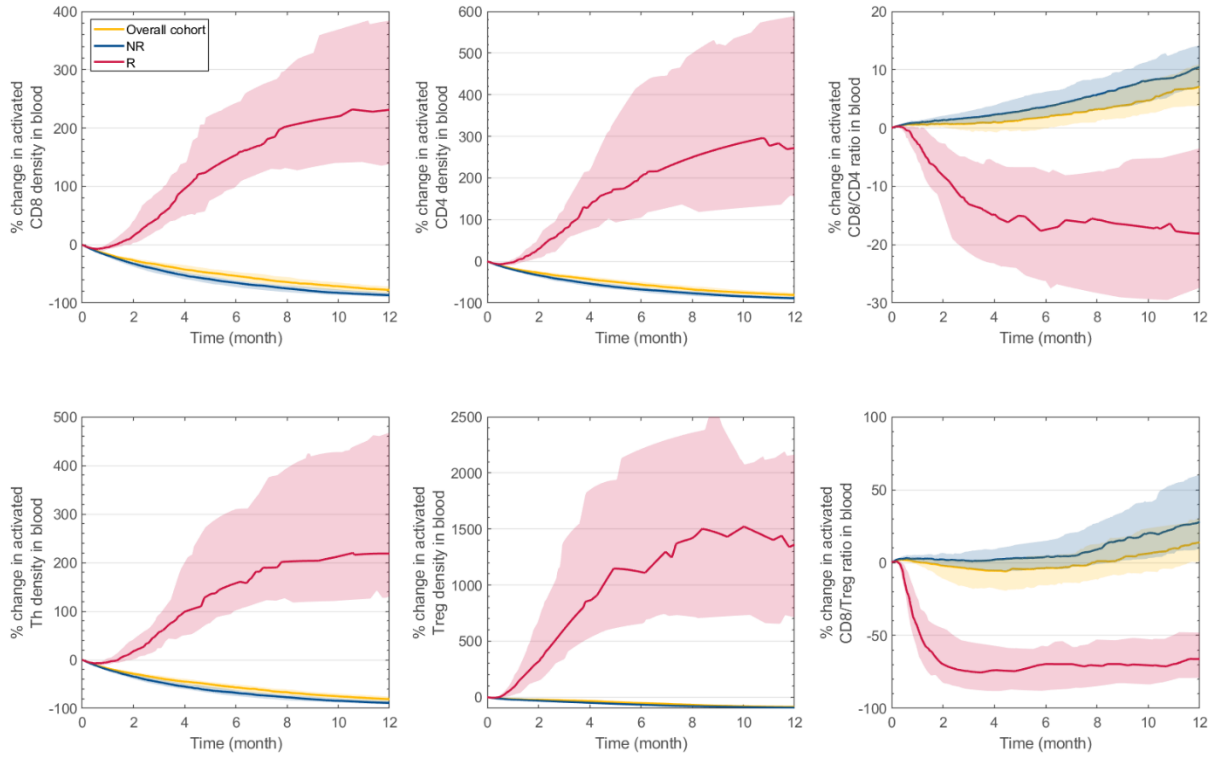 % change in activated
CD8 density in blood
400
300
200
100
0
-100
Overall cohort
NR
R
0 2 4 6 8 10 12
Time (month)
% change in activated
CD4 density in blood
600
500
400
300
200
100
0
-100
0 2 4 6 8 10 12
Time (month)
% change in activated
CD8/CD4 ratio in blood
20
10
0
-10
-20
-30
0 2 4 6 8 10 12
Time (month)
% change in activated
Th density in blood
500
400
300
200
100
0
-100
0 2 4 6 8 10 12
Time (month)
% change in activated
Treg density in blood
2500
2000
1500
1000
500
0
0 2 4 6 8 10 12
Time (month)
% change in activated
CD8/Treg ratio in blood
100
50
0
-50
-100
0 2 4 6 8 10 12
Time (month)